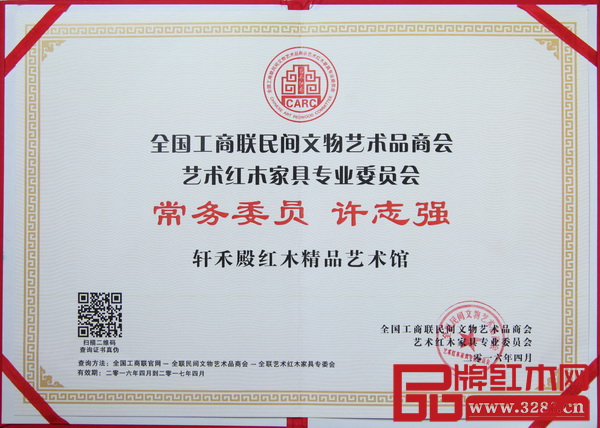 CARC
全国工商联民间文物艺术品商会
艺术红木家具专业委员会
常务委员 许志强
轩禾殿红木精品艺术馆
扫描二维码
查询证书真伪
全国工商联民间文物艺术品商会
艺术红木家具专业委员会
二零一六年四月
查询方法：全国工商联官网—全联民间文物艺术品商会—全联艺术红木家具专委会
有效期：二零一六年四月到二零一七年四月
品牌红木网